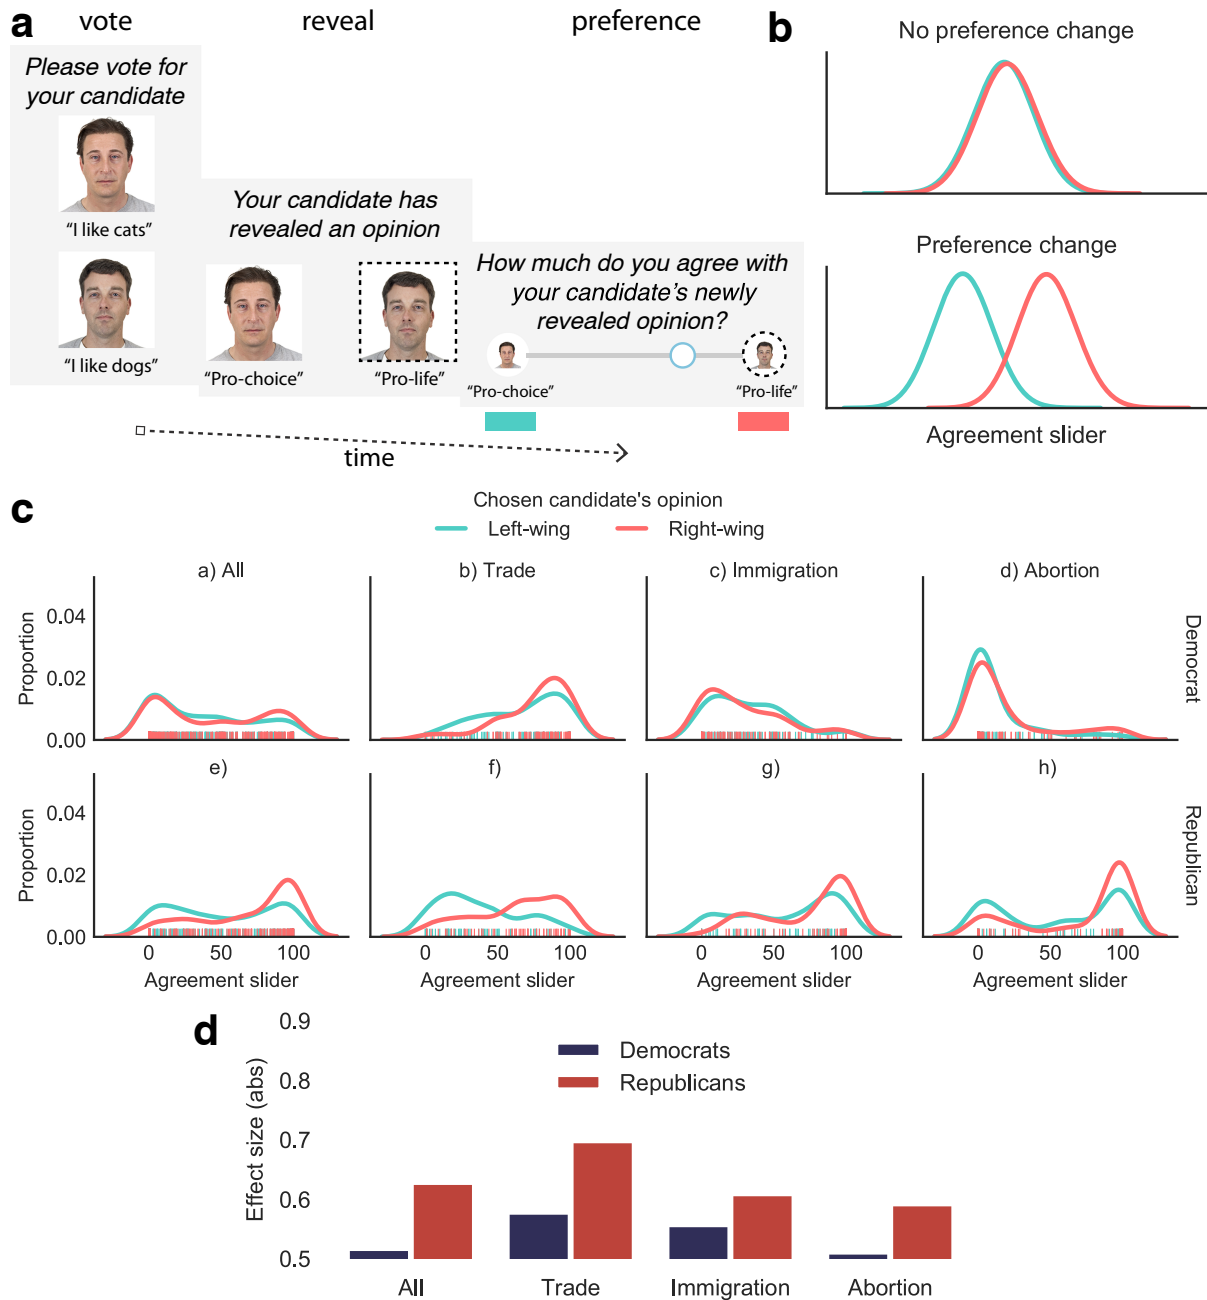 a
vote
reveal
preference
Please vote for
your candidate
"I like cats"
"I like dogs"
Your candidate has
revealed an opinion
"Pro-choice"
"Pro-life"
How much do you agree with
your candidate's newly
revealed opinion?
"Pro-choice"
"Pro-life"
time
b
No preference change
Preference change
Agreement slider
c
Chosen candidate's opinion
Left-wing
Right-wing
a) All
b) Trade
c) Immigration
d) Abortion
Proportion
0.04
0.02
0.00
Democrat
e)
f)
g)
h)
Proportion
0.04
0.02
0.00
Republican
0 50 100
0 50 100
0 50 100
0 50 100
Agreement slider
Agreement slider
Agreement slider
Agreement slider
d
Effect size (abs)
0.9
0.8
0.7
0.6
0.5
Democrats
Republicans
All
Trade
Immigration
Abortion